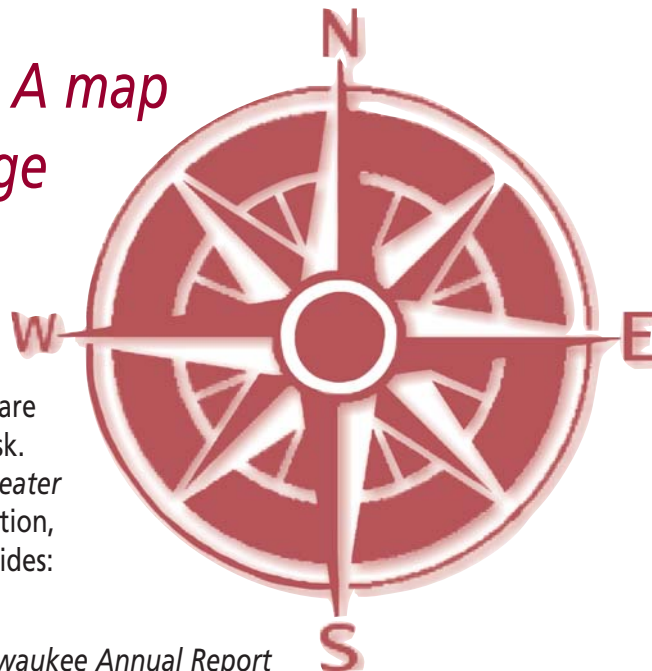 N
A map
ge
W
E
are
sk.
eater
tion,
ides:
S
waukee Annual Report